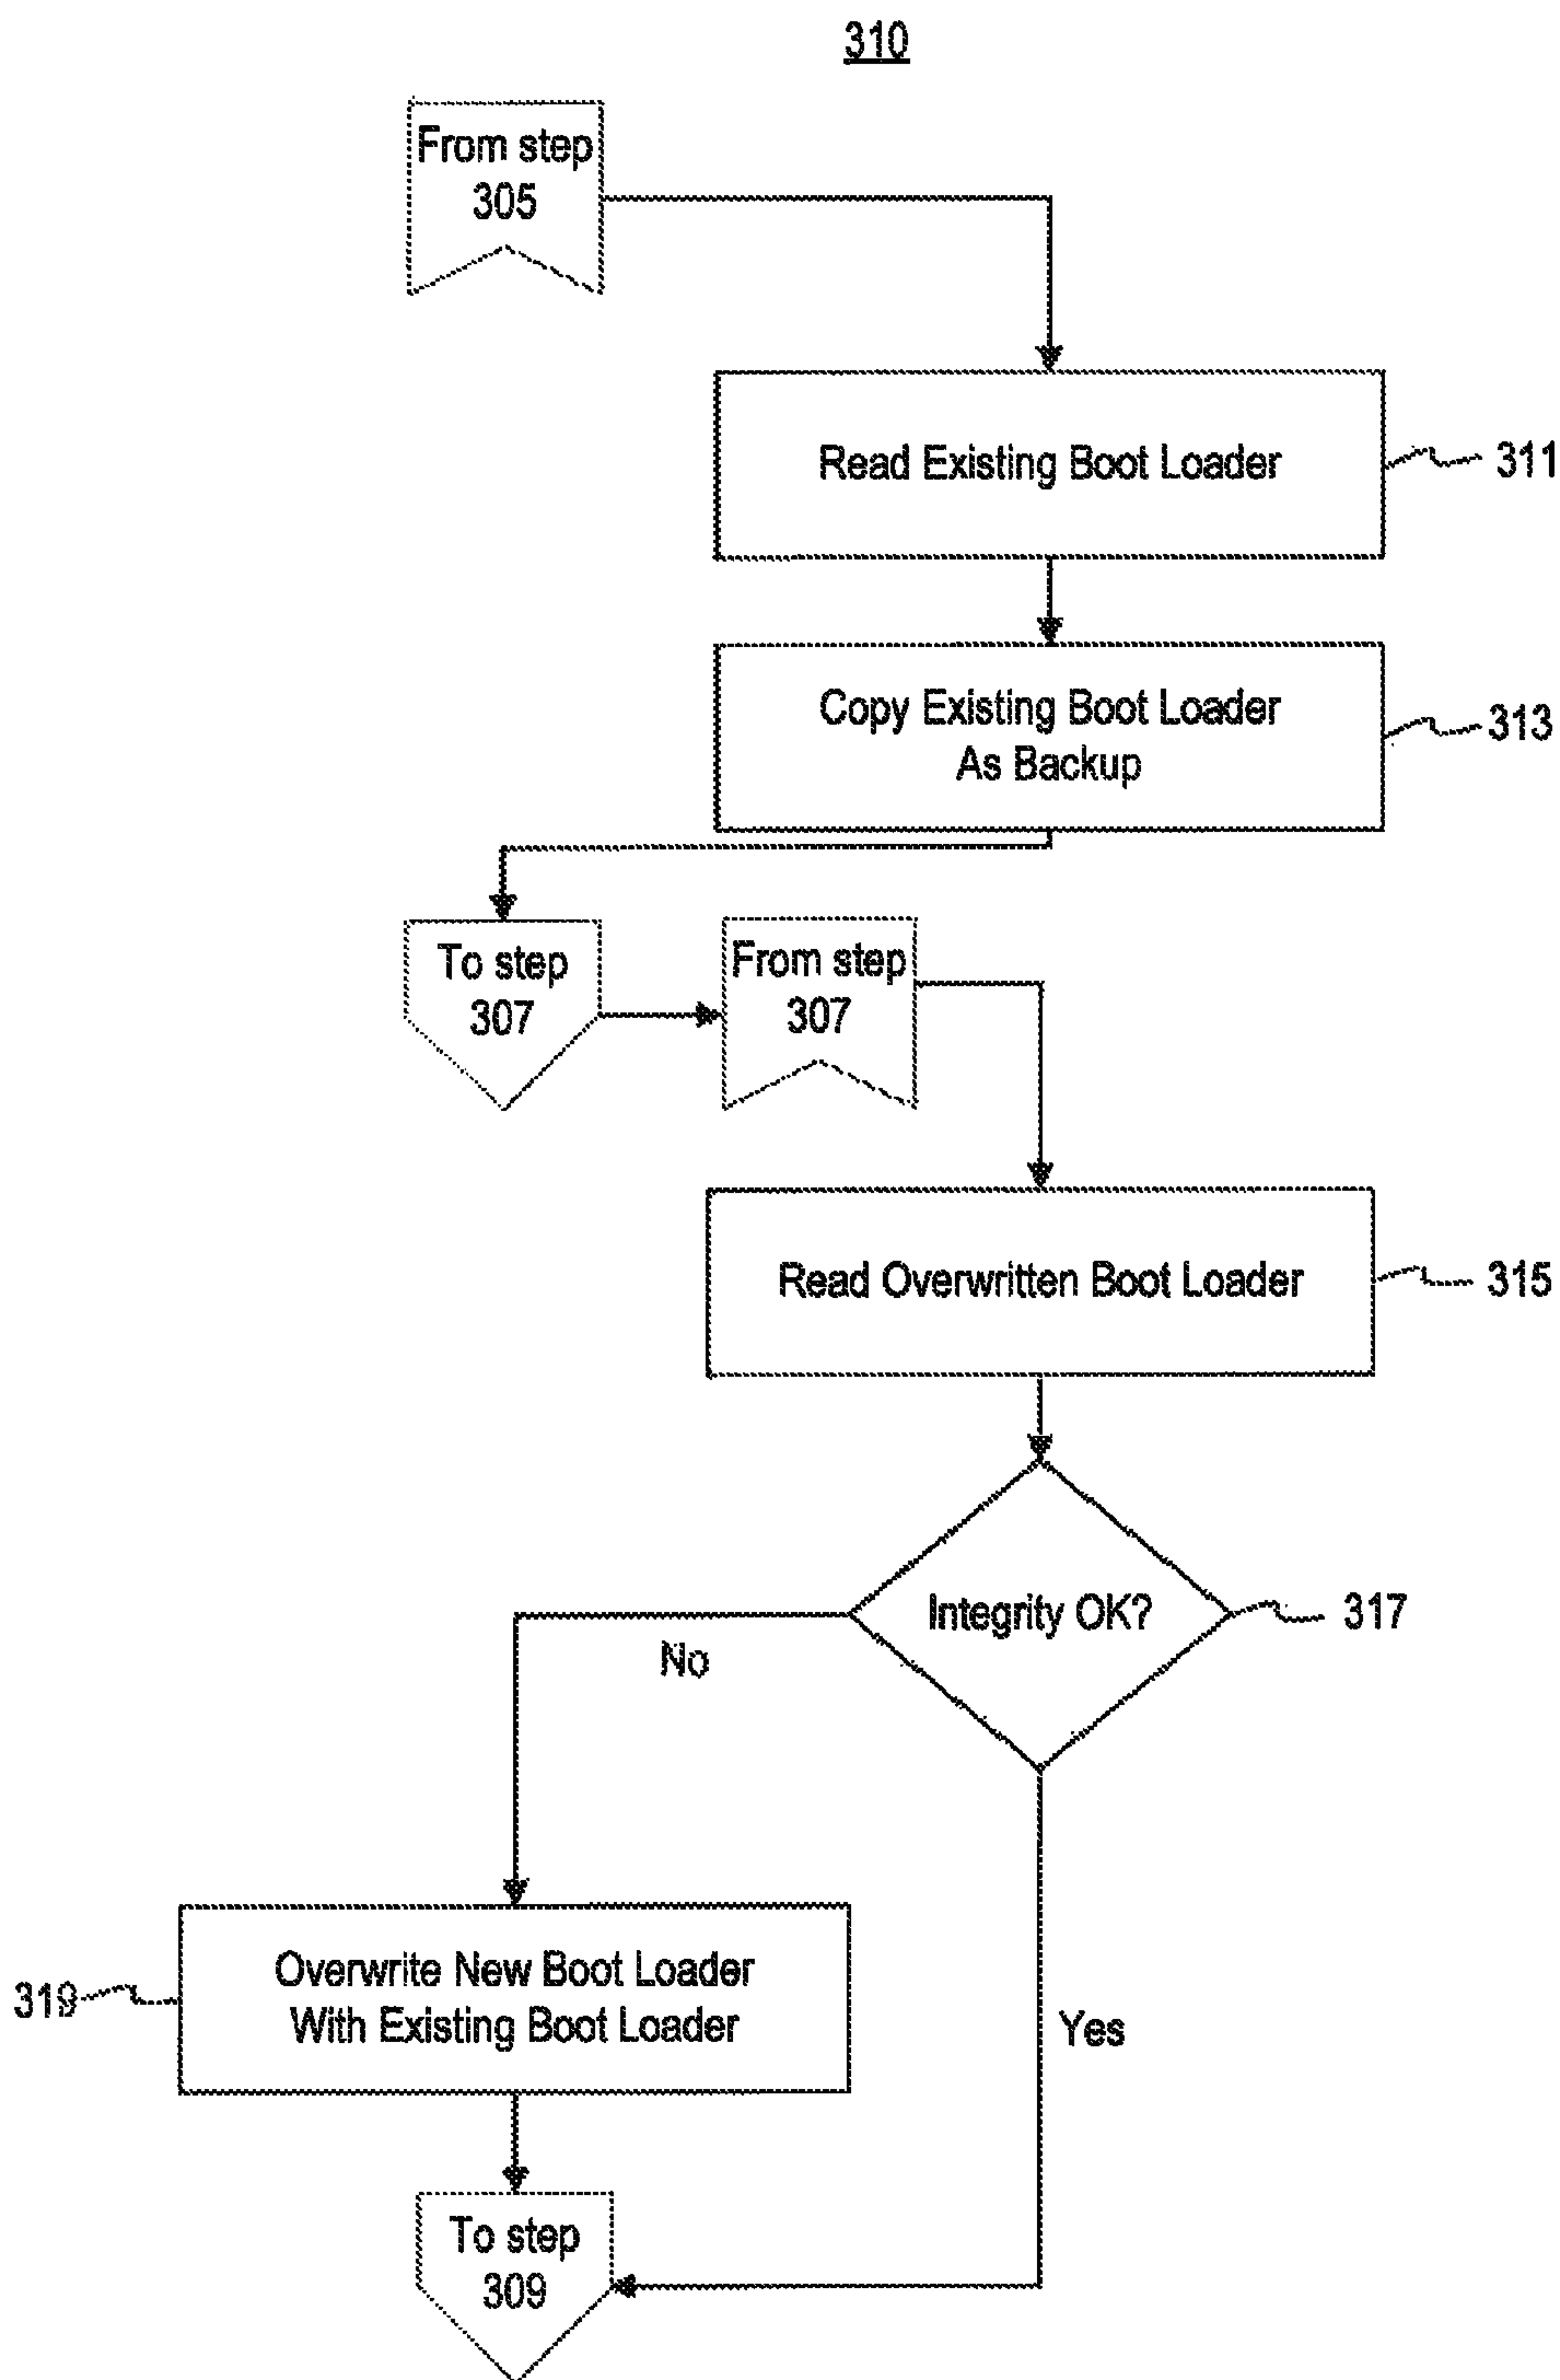 310
From step
305
Read Existing Boot Loader
311
Copy Existing Boot Loader
As Backup
313
To step
307
From step
307
Read Overwritten Boot Loader
315
Integrity OK?
317
No
Overwrite New Boot Loader
With Existing Boot Loader
319
Yes
To step
309